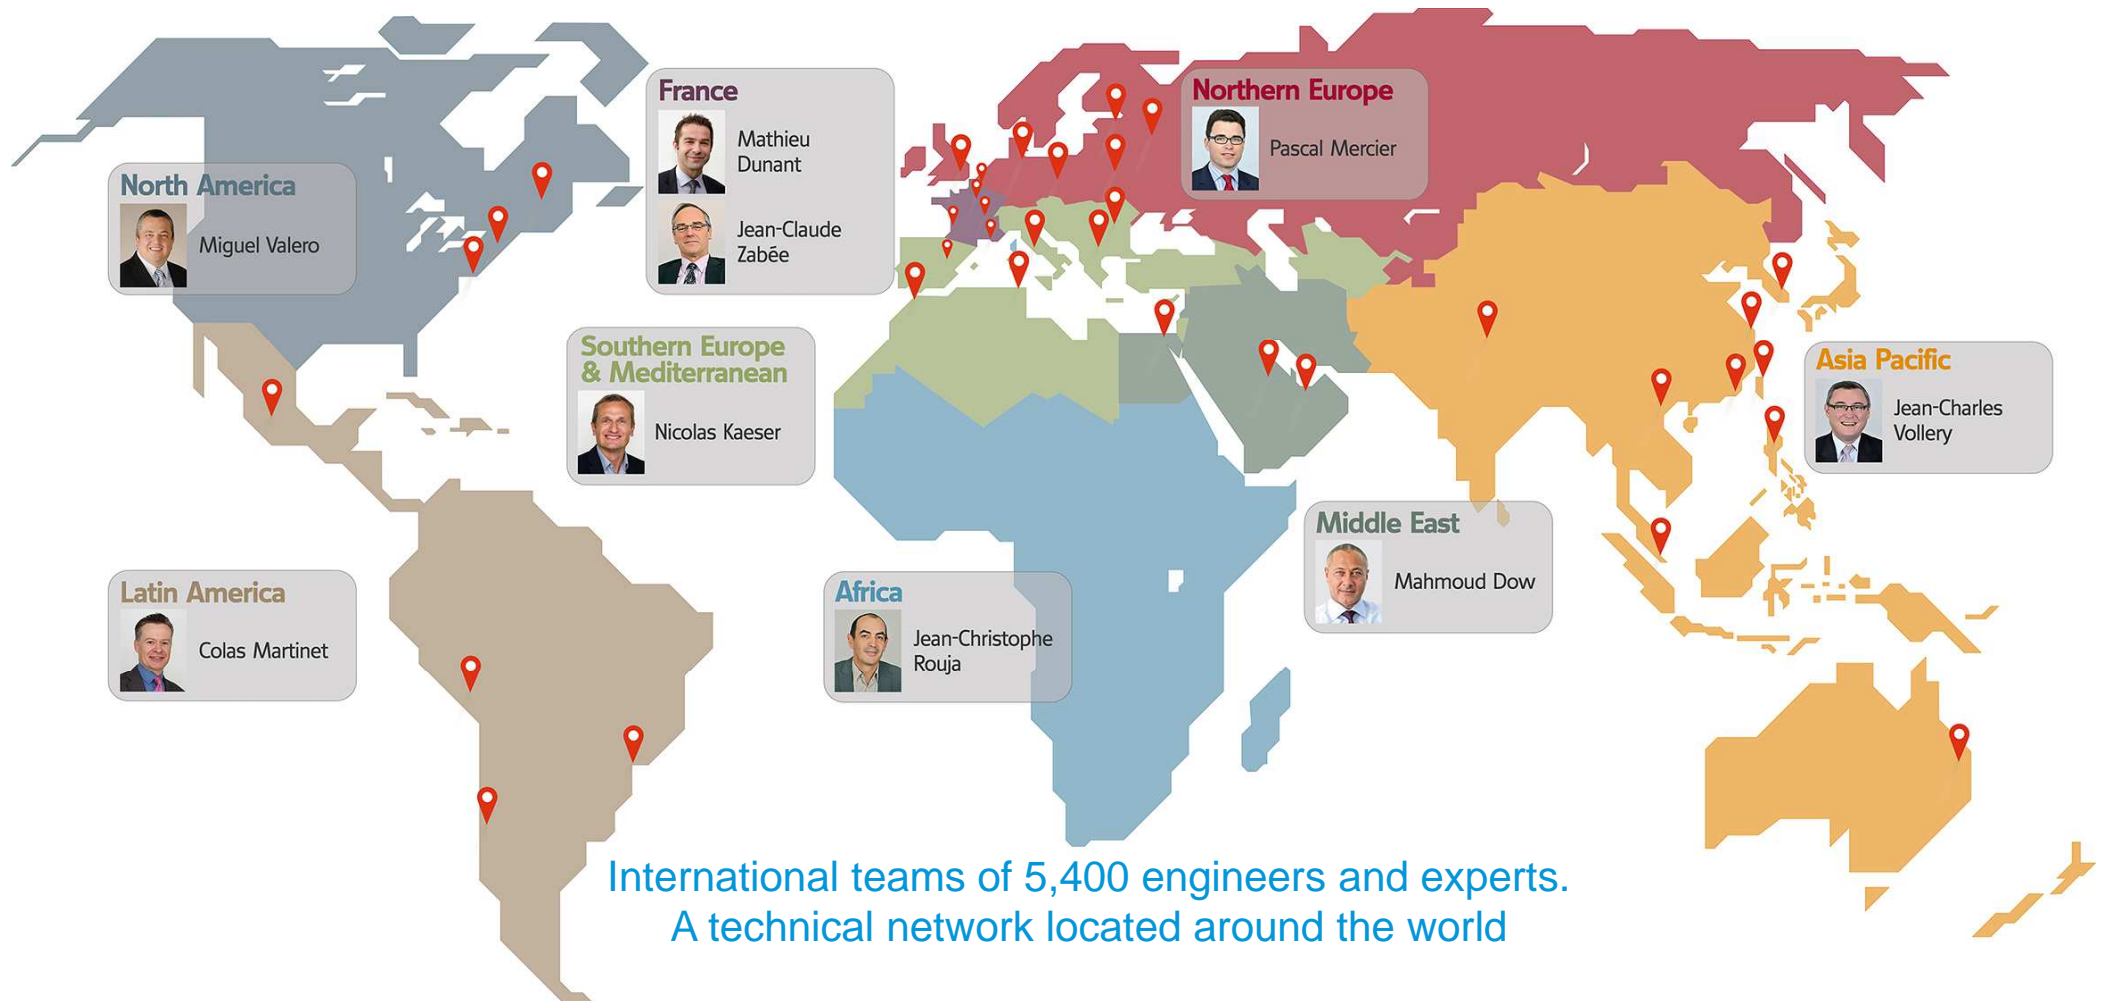 France
Mathieu
Dunant
Jean-Claude
Zabée
Northern Europe
Pascal Mercier
North America
Miguel Valero
Southern Europe
& Mediterranean
Nicolas Kaeser
Asia Pacific
Jean-Charles
Vollery
Middle East
Mahmoud Dow
Latin America
Colas Martinet
Africa
Jean-Christophe
Rouja
International teams of 5,400 engineers and experts.
A technical network located around the world